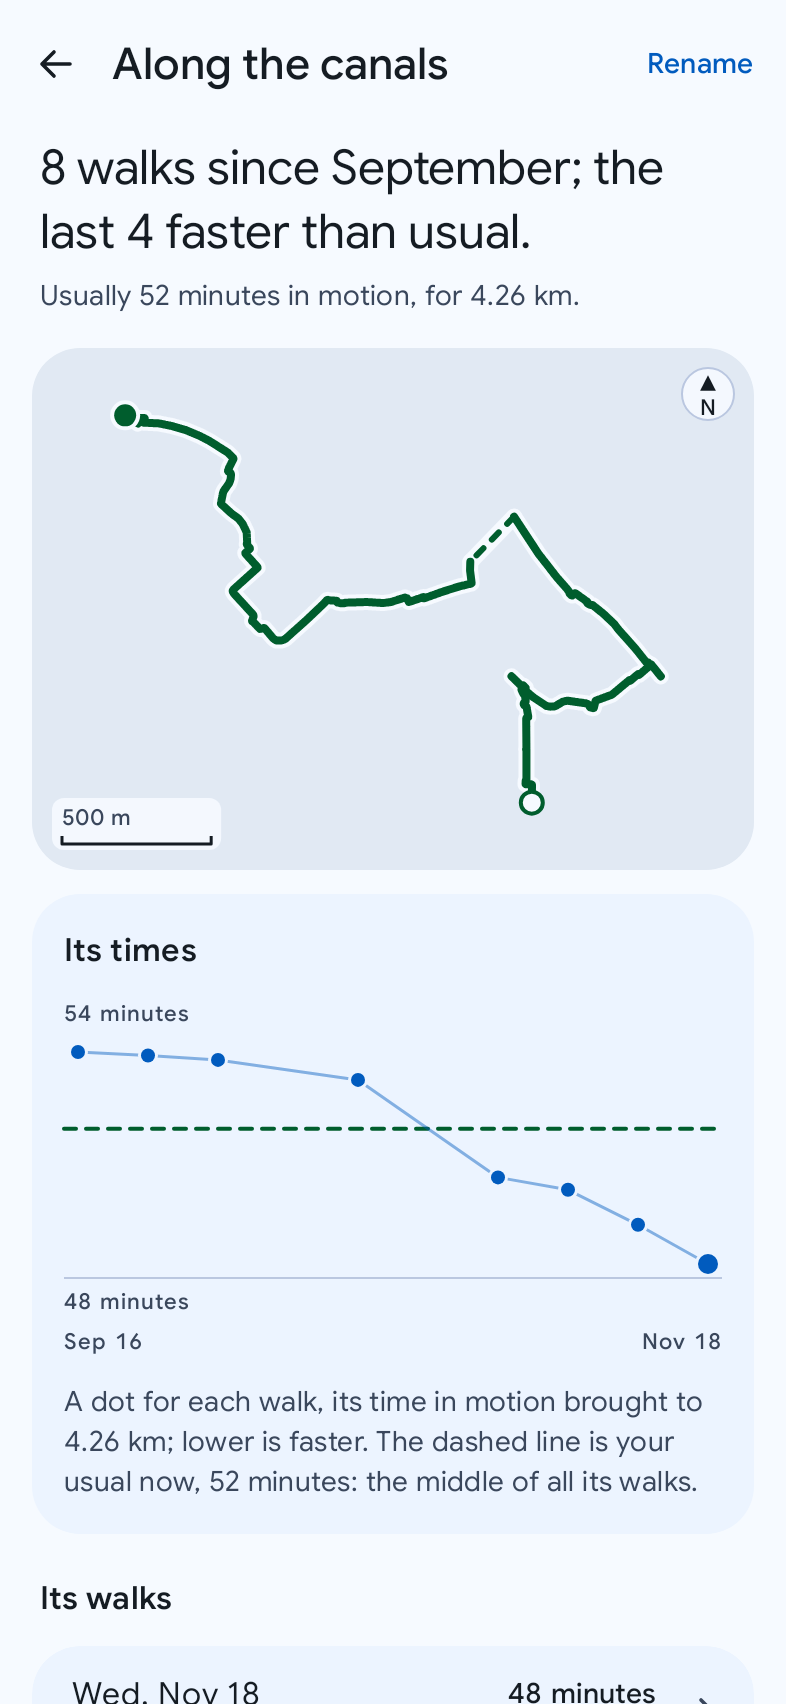 Along the canals
Rename
8 walks since September; the
last 4 faster than usual.
Usually 52 minutes in motion, for 4.26 km.
N
500 m
Its times
54 minutes
48 minutes
Sep 16
Nov 18
A dot for each walk, its time in motion brought to
4.26 km; lower is faster. The dashed line is your
usual now, 52 minutes: the middle of all its walks.
Its walks
Wed, Nov 18
48 minutes